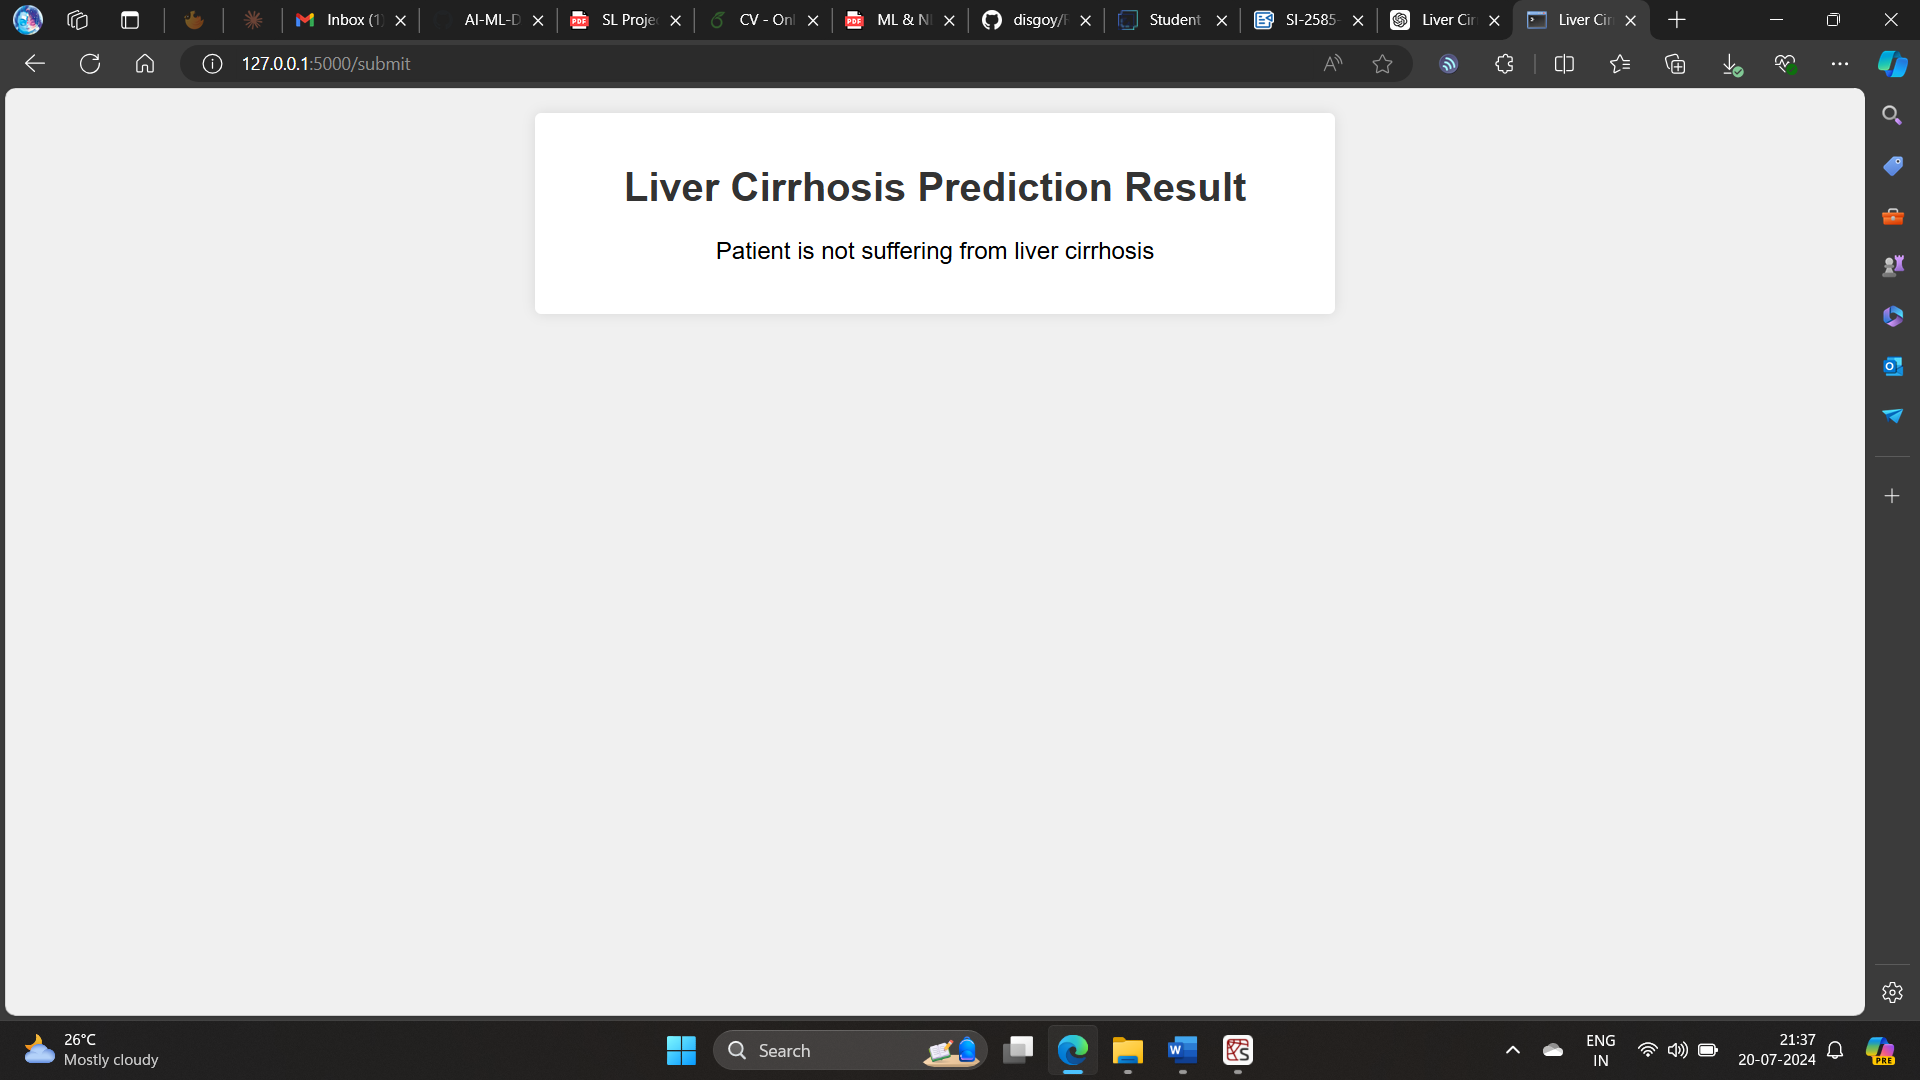 Inbox (1)
AI-ML-D
SL Proje
CV - Onl
ML & N
disgoy/
Student
SI-2585-
Liver Cir
Liver Cir
127.0.0.1:5000/submit
Liver Cirrhosis Prediction Result
Patient is not suffering from liver cirrhosis
26°C
Mostly cloudy
Search
ENG
IN
21:37
20-07-2024